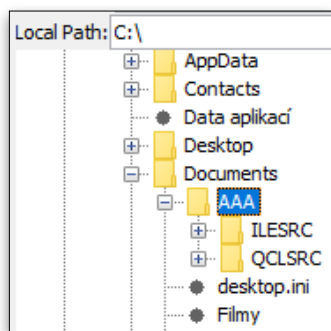 Local Path: C:\
AppData
Contacts
Data aplikací
Desktop
Documents
AAA
ILESRC
QCLSRC
desktop.ini
Filmy